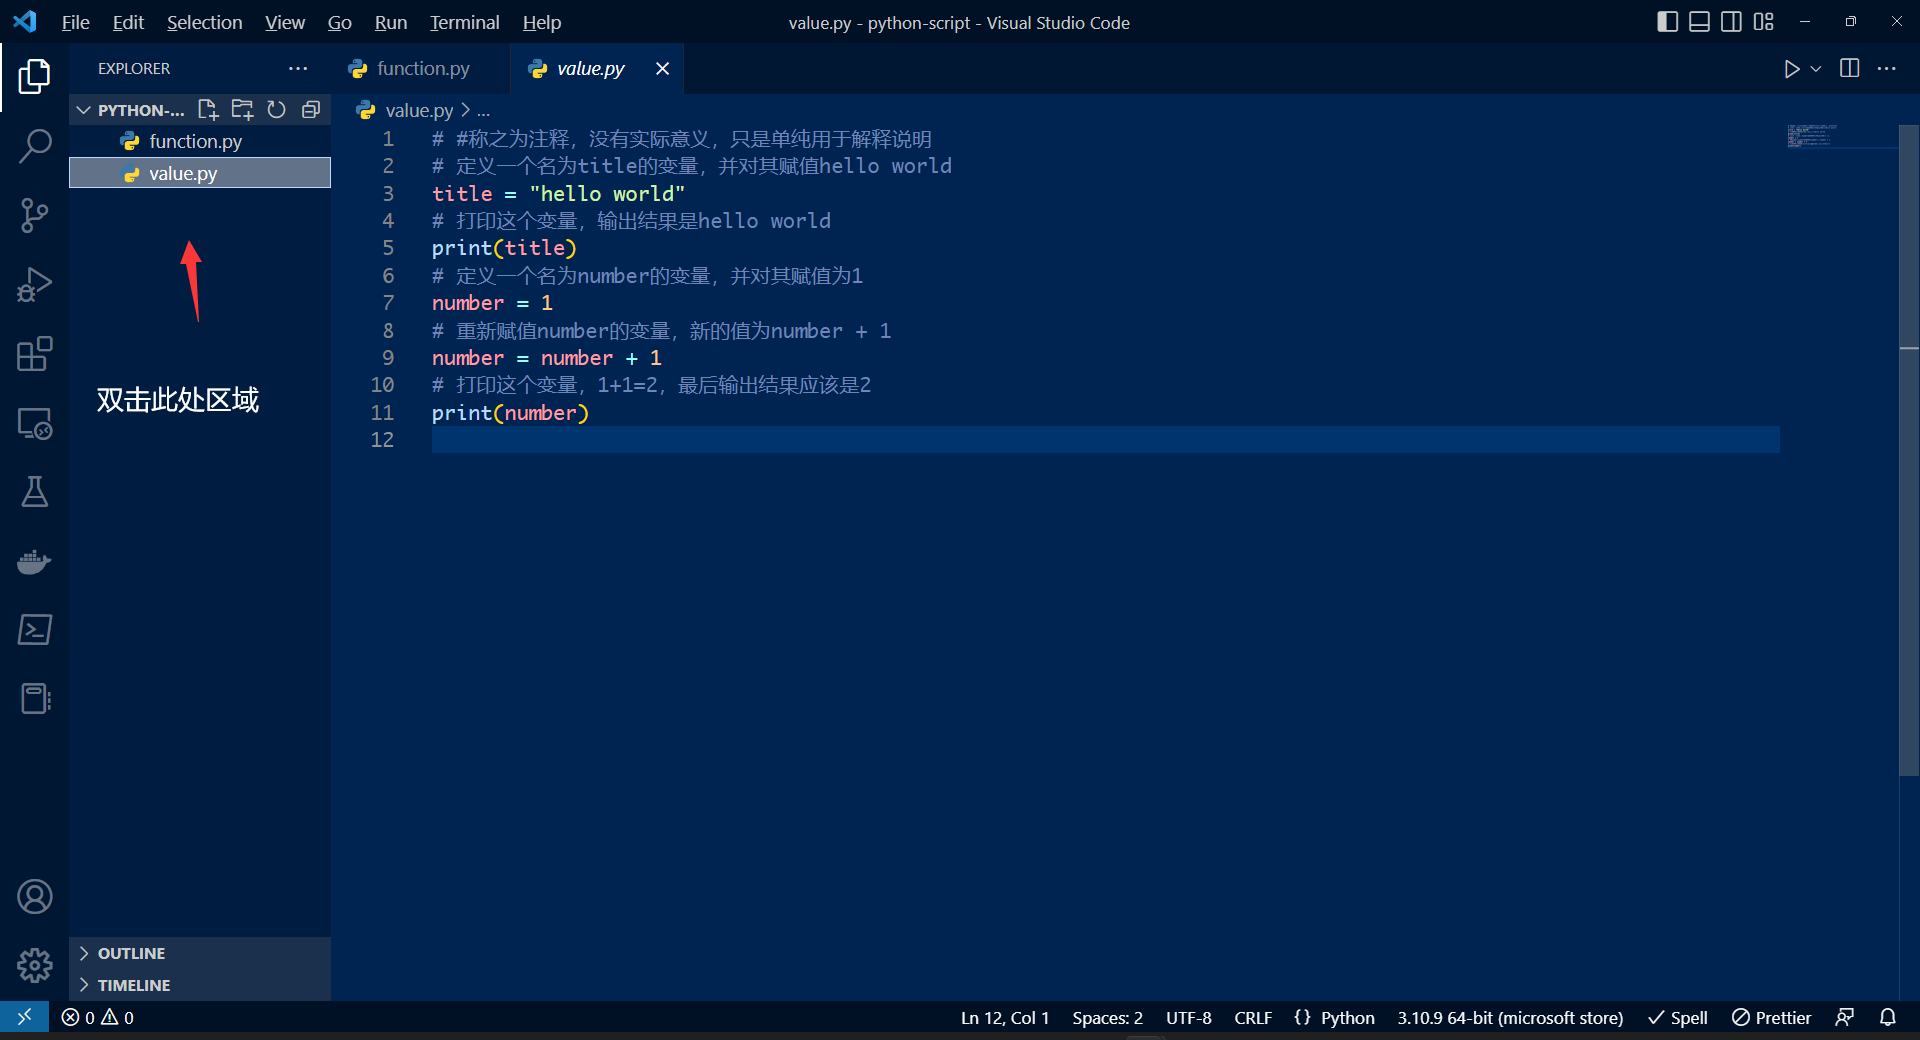 File Edit Selection View Go Run Terminal Help
value.py - python-script - Visual Studio Code
EXPLORER
function.py
value.py
PYTHON-...
value.py > ...
function.py
value.py
双击此处区域
1 # #称之为注释，没有实际意义，只是单纯用于解释说明
2 # 定义一个名为title的变量，并对其赋值hello world
3 title = "hello world"
4 # 打印这个变量，输出结果是hello world
5 print(title)
6 # 定义一个名为number的变量，并对其赋值为1
7 number = 1
8 # 重新赋值number的变量，新的值为number + 1
9 number = number + 1
10 # 打印这个变量，1+1=2，最后输出结果应该是2
11 print(number)
12
OUTLINE
TIMELINE
0 0
Ln 12, Col 1 Spaces: 2 UTF-8 CRLF {} Python 3.10.9 64-bit (microsoft store) Spell Prettier